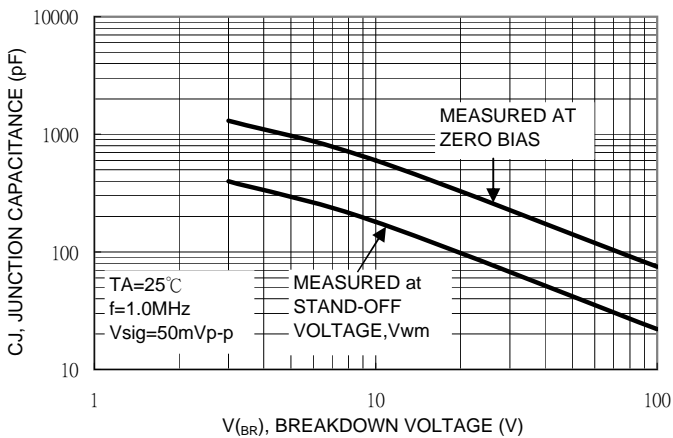 10000
1000
100
10
CJ, JUNCTION CAPACITANCE (pF)
MEASURED AT
ZERO BIAS
TA=25℃
f=1.0MHz
Vsig=50mVp-p
MEASURED at
STAND-OFF
VOLTAGE,Vwm
1 10 100
V(BR), BREAKDOWN VOLTAGE (V)